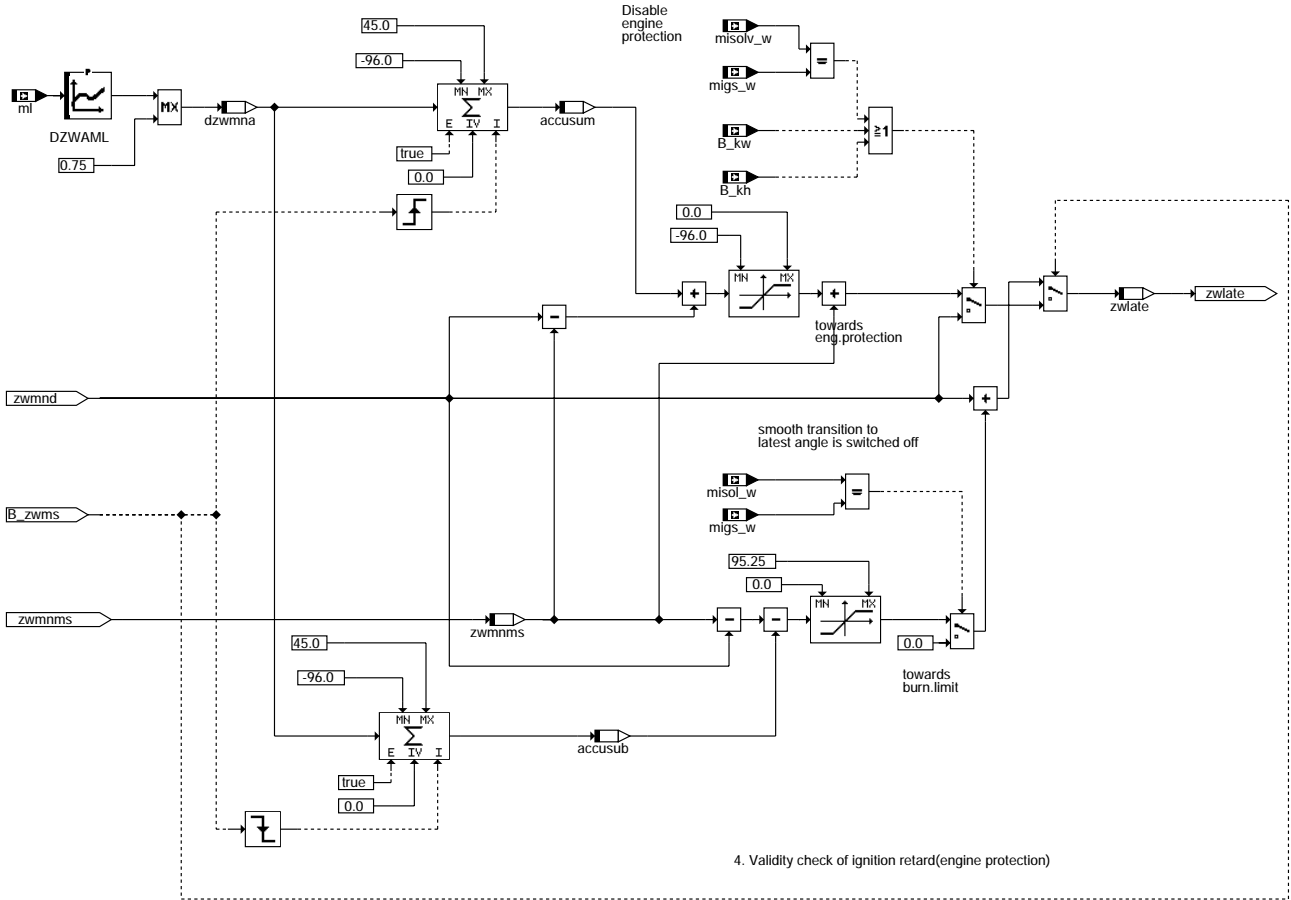 Disable
engine
protection
45.0
misolv_w
-96.0
migs_w
=
MN MX
Σ
E IV I
ml
P
DZWAML
MX
dzwmna
accusum
0.75
true
0.0
B_kw
≥1
B_kh
0.0
-96.0
MN MX
+
+
towards
eng.protection
zwlate
zwlate
-
zwmnd
+
smooth transition to
latest angle is switched off
misol_w
migs_w
=
B_zwms
95.25
0.0
MN MX
zwmnms
zwmnms
-
-
0.0
45.0
-96.0
towards
burn.limit
MN MX
Σ
E IV I
accusub
true
0.0
4. Validity check of ignition retard(engine protection)